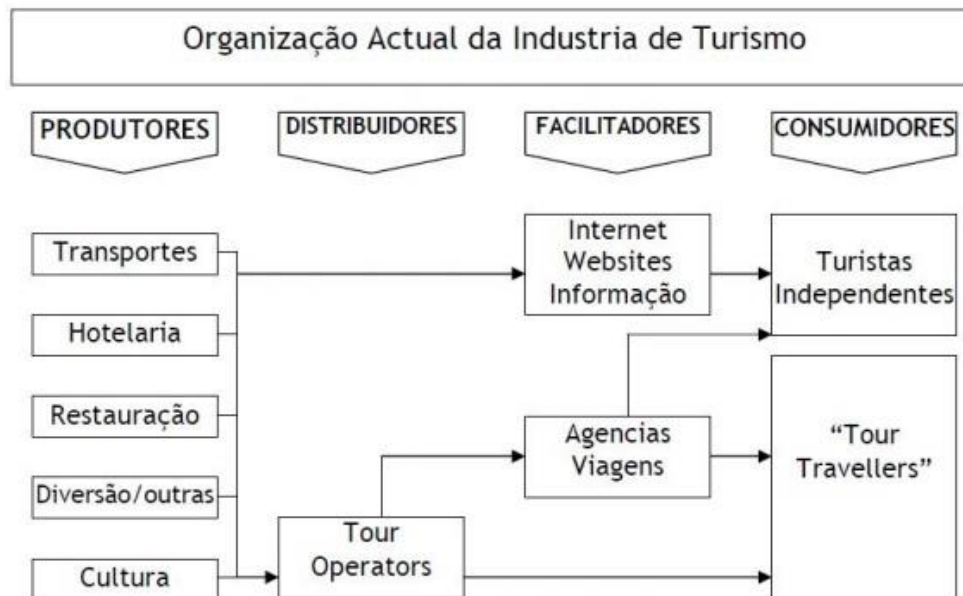 Organização Actual da Industria de Turismo
PRODUTORES
DISTRIBUIDORES
FACILITADORES
CONSUMIDORES
Transportes
Hotelaria
Restauração
Diversão/outras
Cultura
Tour
Operators
Internet
Websites
Informação
Agencias
Viagens
Turistas
Independentes
“Tour
Travellers”